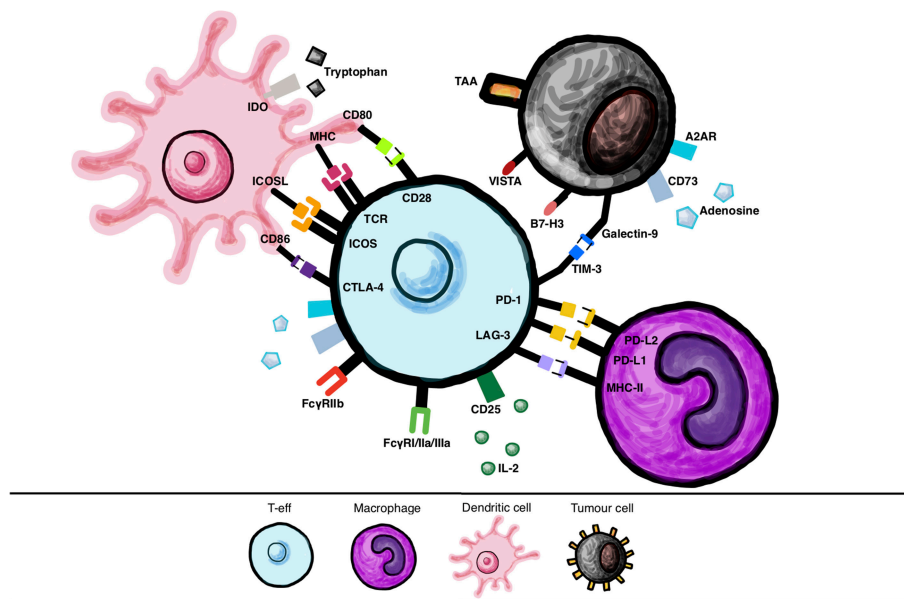 Tryptophan
IDO
TAA
CD80
MHC
A2AR
ICOSL
VISTA
CD73
CD28
Adenosine
TCR
B7-H3
Galectin-9
CD86
ICOS
TIM-3
CTLA-4
PD-1
LAG-3
PD-L2
PD-L1
MHC-II
FcγRIIb
CD25
FcγRI/IIa/IIIa
IL-2
T-eff
Macrophage
Dendritic cell
Tumour cell